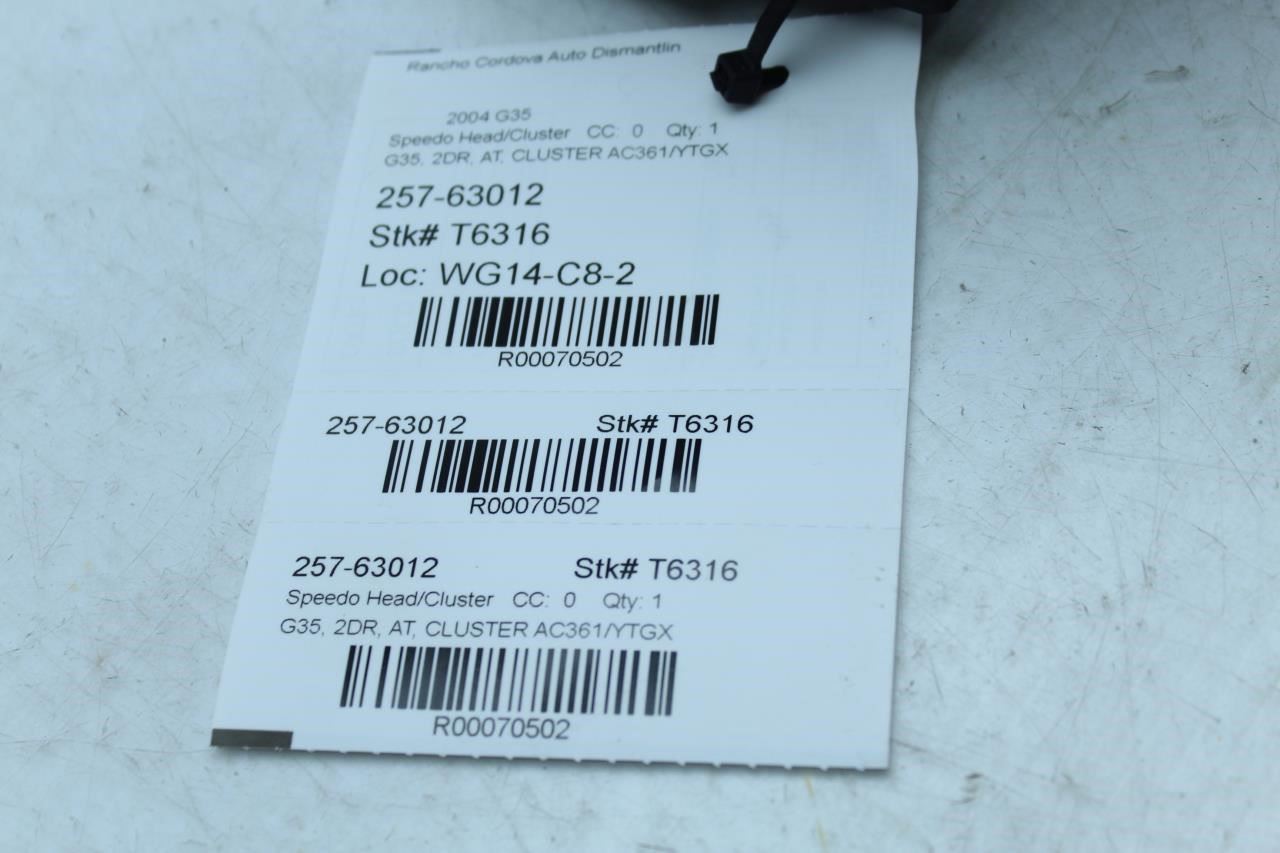 Rancho Cordova Auto Dismantlin
2004 G35
Speedo Head/Cluster CC: 0 Qty: 1
G35, 2DR, AT, CLUSTER AC361/YTGX
257-63012
Stk# T6316
Loc: WG14-C8-2
R00070502
257-63012 Stk# T6316
R00070502
257-63012 Stk# T6316
Speedo Head/Cluster CC: 0 Qty: 1
G35, 2DR, AT, CLUSTER AC361/YTGX
R00070502